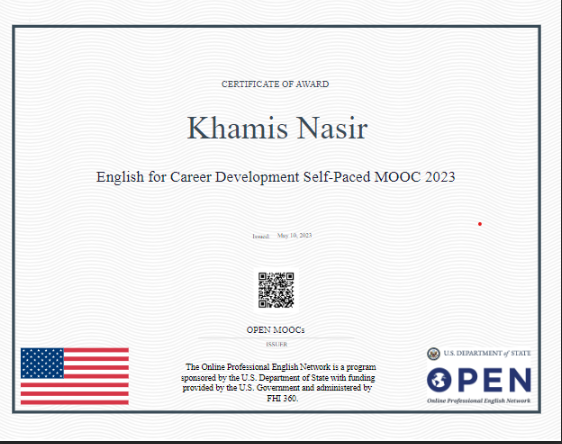 CERTIFICATE OF AWARD
Khamis Nasir
English for Career Development Self-Paced MOOC 2023
Issued: May 18, 2023
OPEN MOOCs
ISSUER
The Online Professional English Network is a program
sponsored by the U.S. Department of State with funding
provided by the U.S. Government and administered by
FHI 360.
U.S. DEPARTMENT of STATE
OPEN
Online Professional English Network